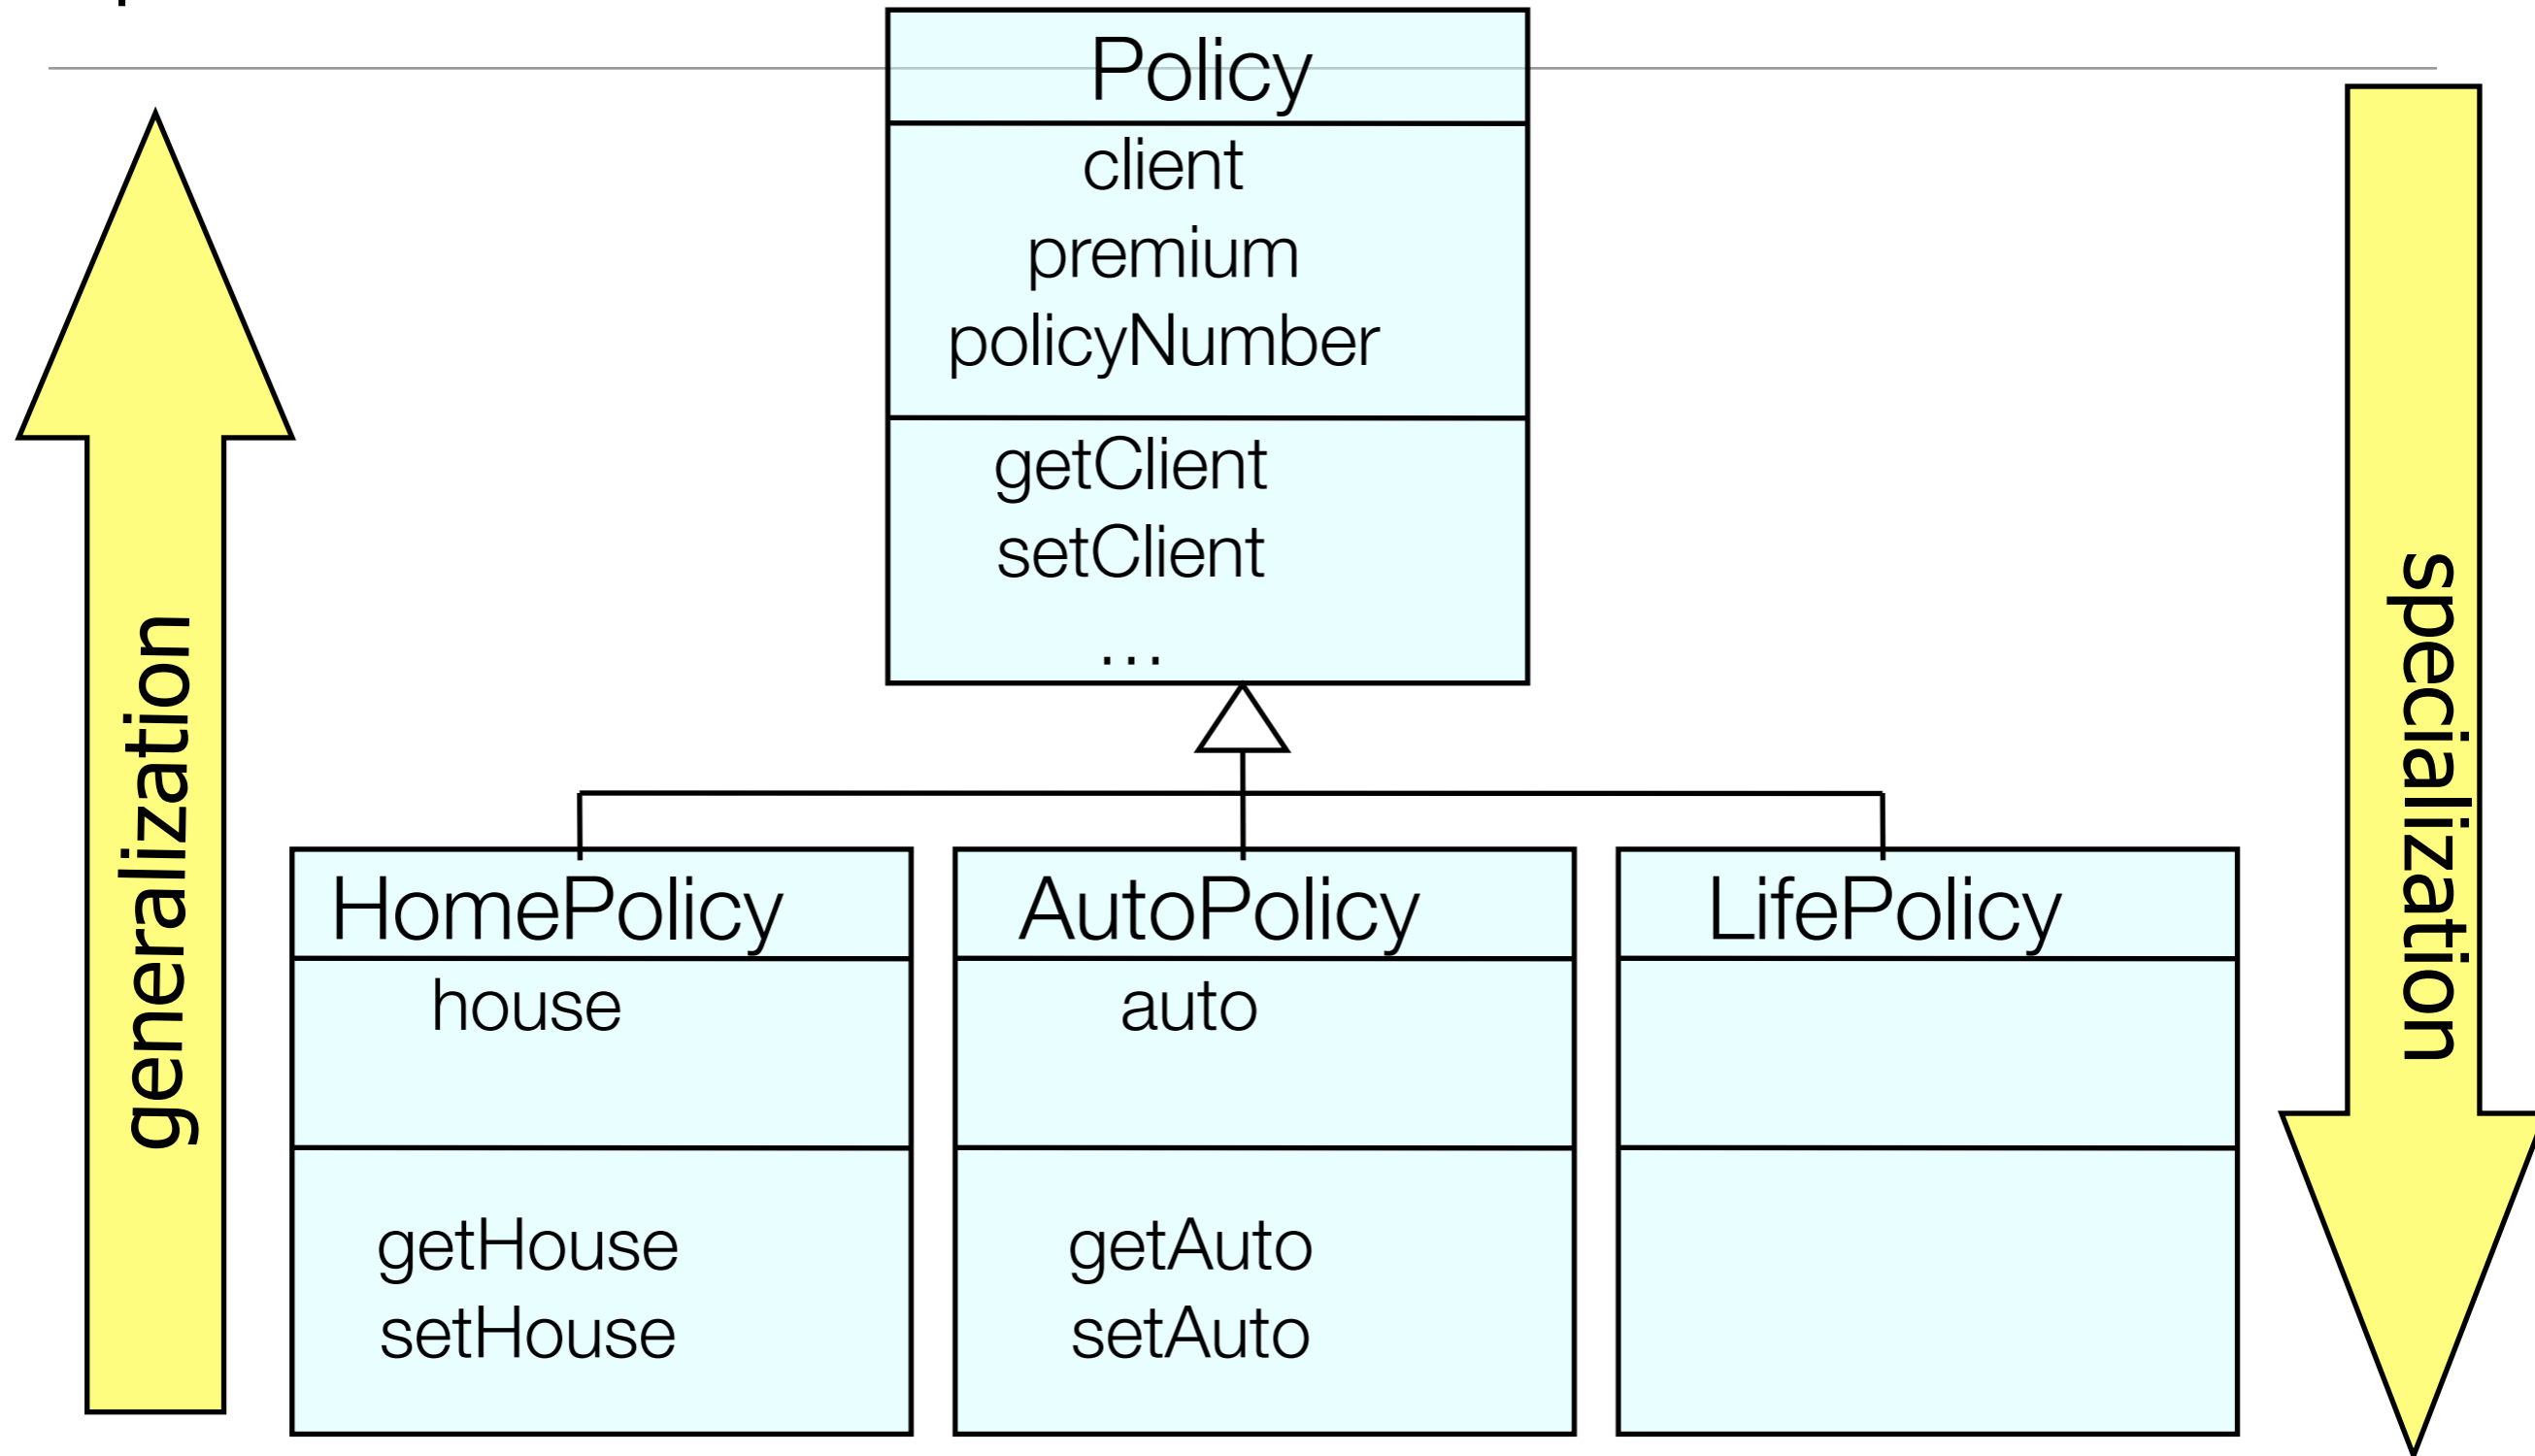 Policy
client
premium
policyNumber
getClient
setClient
…
generalization
specialization
HomePolicy
house
getHouse
setHouse
AutoPolicy
auto
getAuto
setAuto
LifePolicy